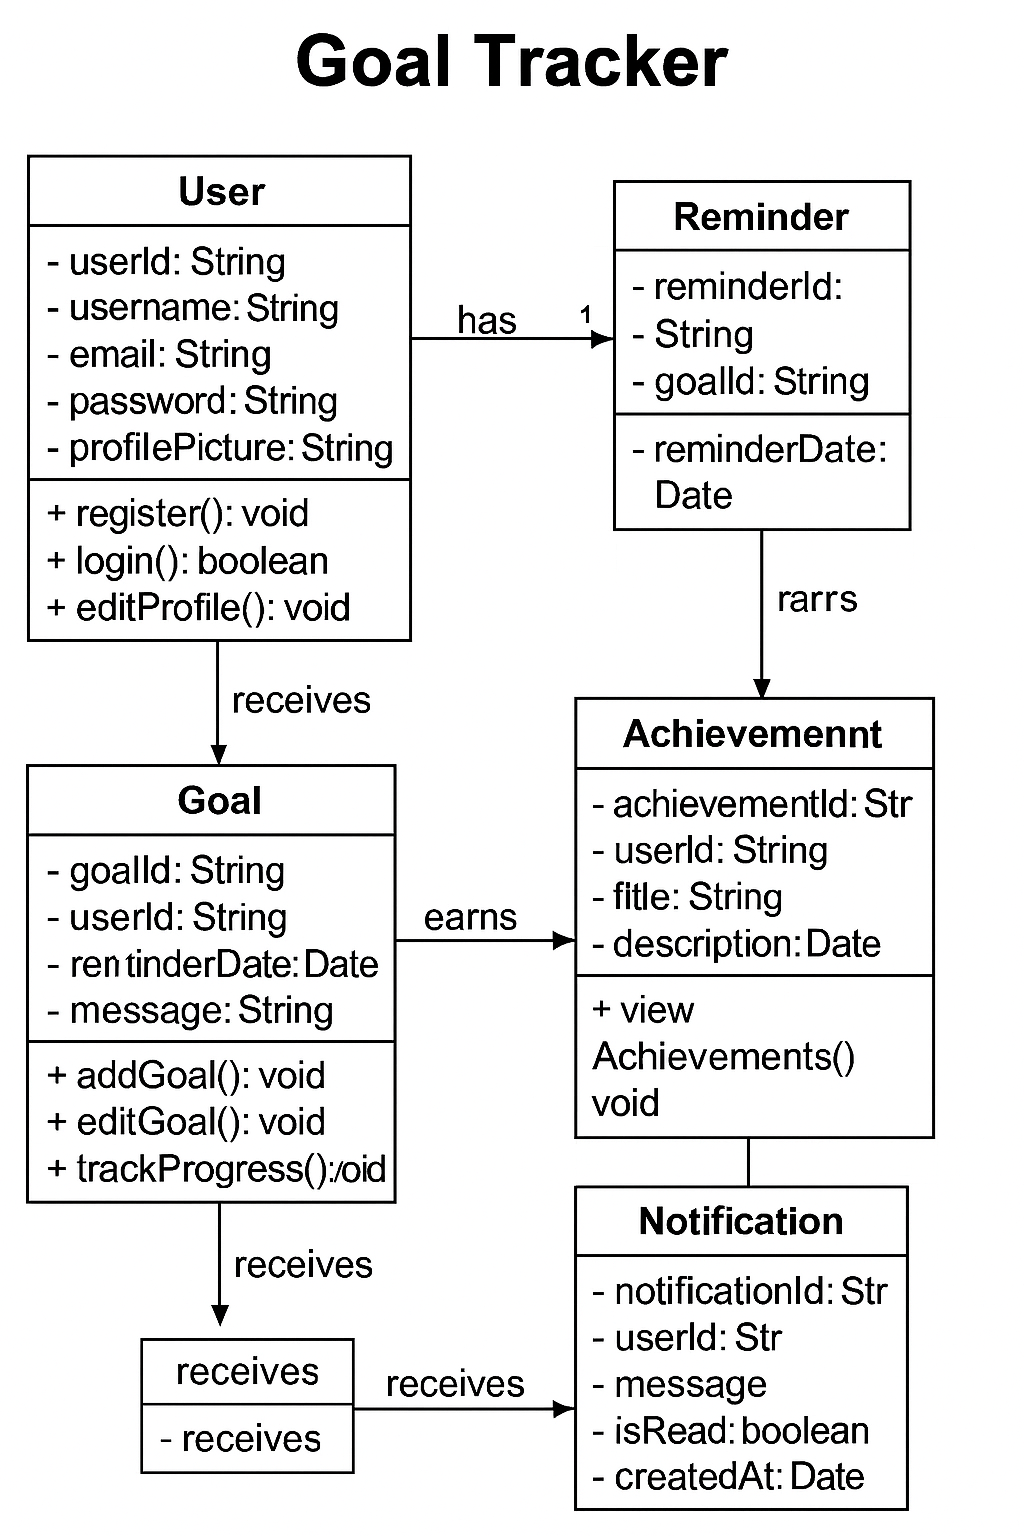 Goal Tracker
User
- userId: String
- username: String
- email: String
- password: String
- profilePicture: String
+ register(): void
+ login(): boolean
+ editProfile(): void
has
1
Reminder
- reminderId:
- String
- goalId: String
- reminderDate:
Date
rarrs
receives
Goal
- goalId: String
- userId: String
- rentinderDate: Date
- message: String
+ addGoal(): void
+ editGoal(): void
+ trackProgress():/oid
earns
Achievemennt
- achievementId: Str
- userId: String
- fitle: String
- description: Date
+ view
Achievements()
void
receives
receives
- receives
receives
Notification
- notificationId: Str
- userId: Str
- message
- isRead: boolean
- createdAt: Date